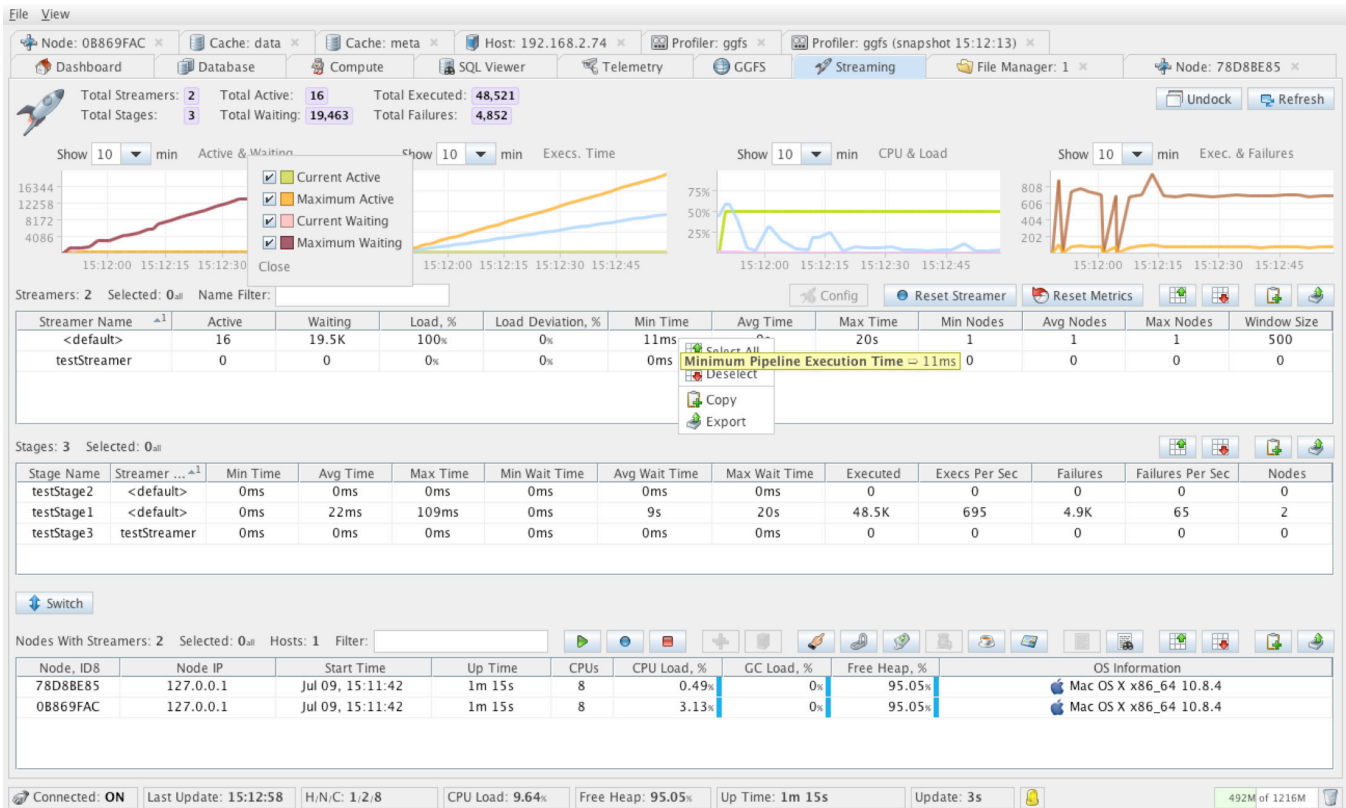 File View
Node: 0B869FAC × Cache: data × Cache: meta × Host: 192.168.2.74 × Profiler: ggfs × Profiler: ggfs (snapshot 15:12:13) ×
Dashboard Database Compute SQL Viewer Telemetry GGFS Streaming File Manager: 1 × Node: 78D8BE85 ×
Total Streamers: 2 Total Active: 16 Total Executed: 48,521
Total Stages: 3 Total Waiting: 19,463 Total Failures: 4,852
Undock Refresh
Show 10 min Active & Waiting Show 10 min Execs. Time Show 10 min CPU & Load Show 10 min Exec. & Failures
Current Active
Maximum Active
Current Waiting
Maximum Waiting
Close
16344
12258
8172
4086
15:12:00 15:12:15 15:12:30
15:12:00 15:12:15 15:12:30 15:12:45
75%
50%
25%
15:12:00 15:12:15 15:12:30 15:12:45
808
606
404
202
15:12:00 15:12:15 15:12:30 15:12:45
Streamers: 2 Selected: 0all Name Filter:
Config Reset Streamer Reset Metrics
Streamer Name 1 Active Waiting Load, % Load Deviation, % Min Time Avg Time Max Time Min Nodes Avg Nodes Max Nodes Window Size
<default> 16 19.5K 100% 0% 11ms 20s 1 1 1 500
testStreamer 0 0 0% 0% 0ms 0 0 0 0
Select All
Minimum Pipeline Execution Time ⇨ 11ms
Deselect
Copy
Export
Stages: 3 Selected: 0all
Stage Name Streamer ... 1 Min Time Avg Time Max Time Min Wait Time Avg Wait Time Max Wait Time Executed Execs Per Sec Failures Failures Per Sec Nodes
testStage2 <default> 0ms 0ms 0ms 0ms 0ms 0ms 0 0 0 0 0
testStage1 <default> 0ms 22ms 109ms 0ms 9s 20s 48.5K 695 4.9K 65 2
testStage3 testStreamer 0ms 0ms 0ms 0ms 0ms 0ms 0 0 0 0 0
Switch
Nodes With Streamers: 2 Selected: 0all Hosts: 1 Filter:
Node, ID8 Node IP Start Time Up Time CPUs CPU Load, % GC Load, % Free Heap, % OS Information
78D8BE85 127.0.0.1 Jul 09, 15:11:42 1m 15s 8 0.49% 0% 95.05% Mac OS X x86_64 10.8.4
0B869FAC 127.0.0.1 Jul 09, 15:11:42 1m 15s 8 3.13% 0% 95.05% Mac OS X x86_64 10.8.4
Connected: ON Last Update: 15:12:58 H/N/C: 1/2/8 CPU Load: 9.64% Free Heap: 95.05% Up Time: 1m 15s Update: 3s 492M of 1216M